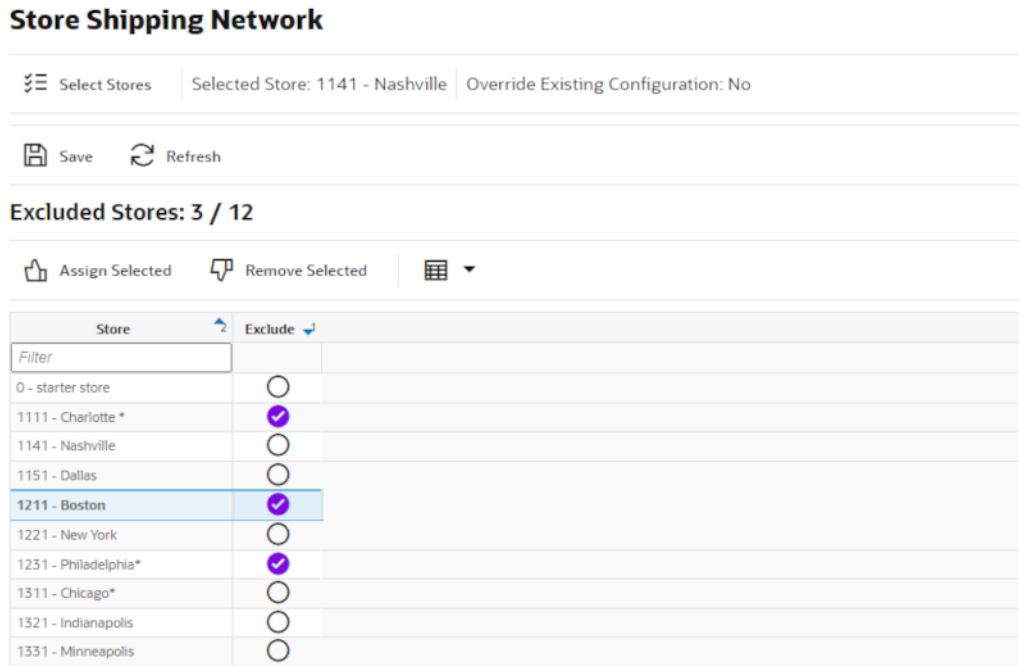 Store Shipping Network
Select Stores Selected Store: 1141 - Nashville Override Existing Configuration: No
Save Refresh
Excluded Stores: 3 / 12
Assign Selected Remove Selected
Store 2 Exclude 1
Filter
0 - starter store
1111 - Charlotte *
1141 - Nashville
1151 - Dallas
1211 - Boston
1221 - New York
1231 - Philadelphia*
1311 - Chicago*
1321 - Indianapolis
1331 - Minneapolis